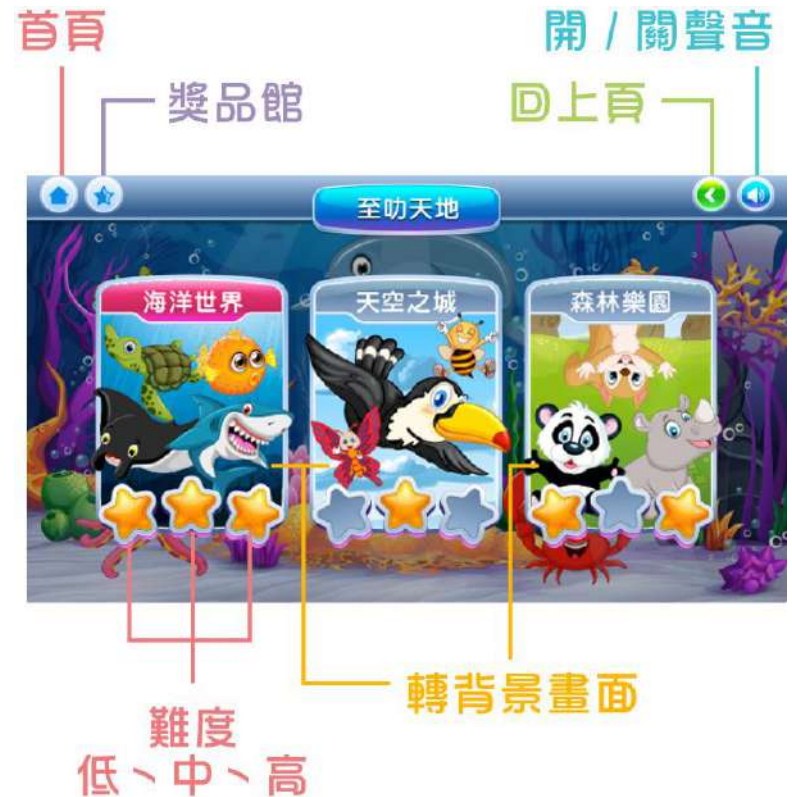 首頁
開 / 關聲音
獎品館
回上頁
至叻天地
海洋世界
天空之城
森林樂園
轉背景畫面
難度
低、中、高